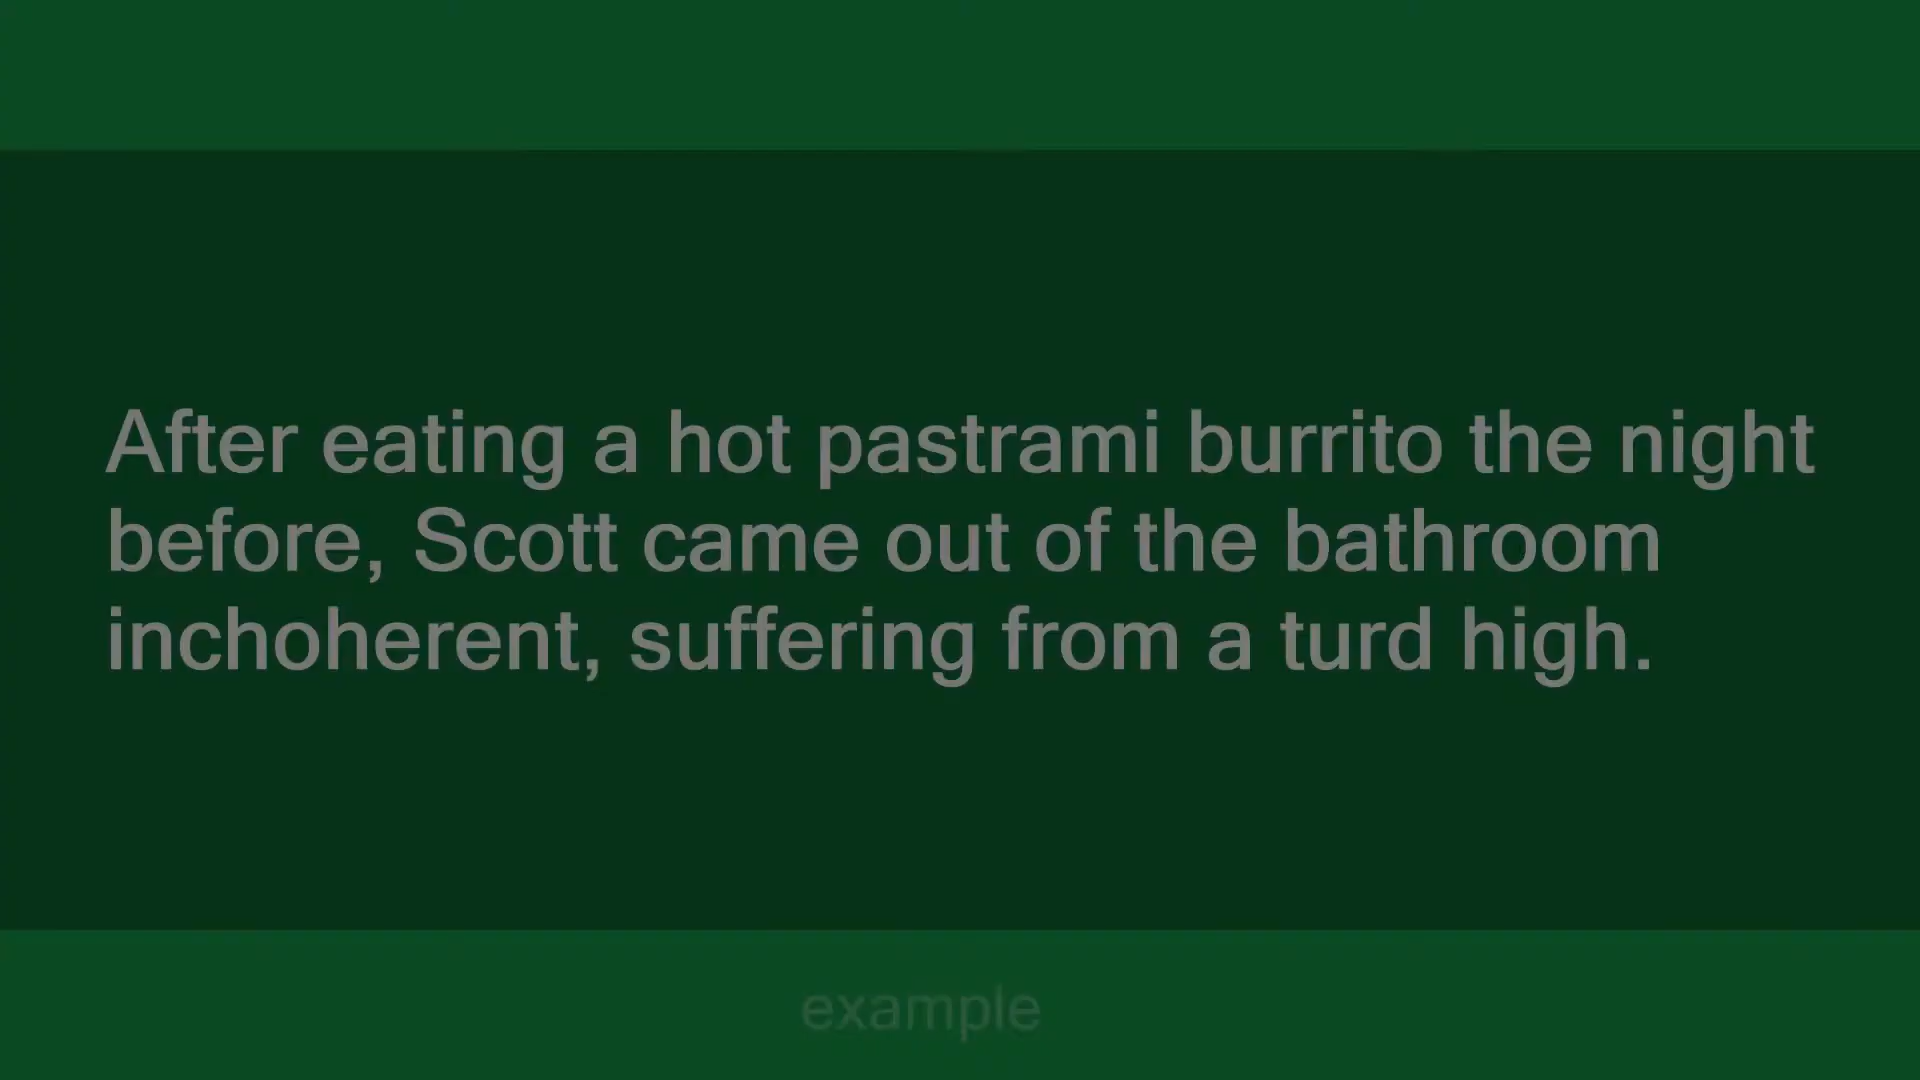 After eating a hot pastrami burrito the night
before, Scott came out of the bathroom
inchoherent, suffering from a turd high.
example